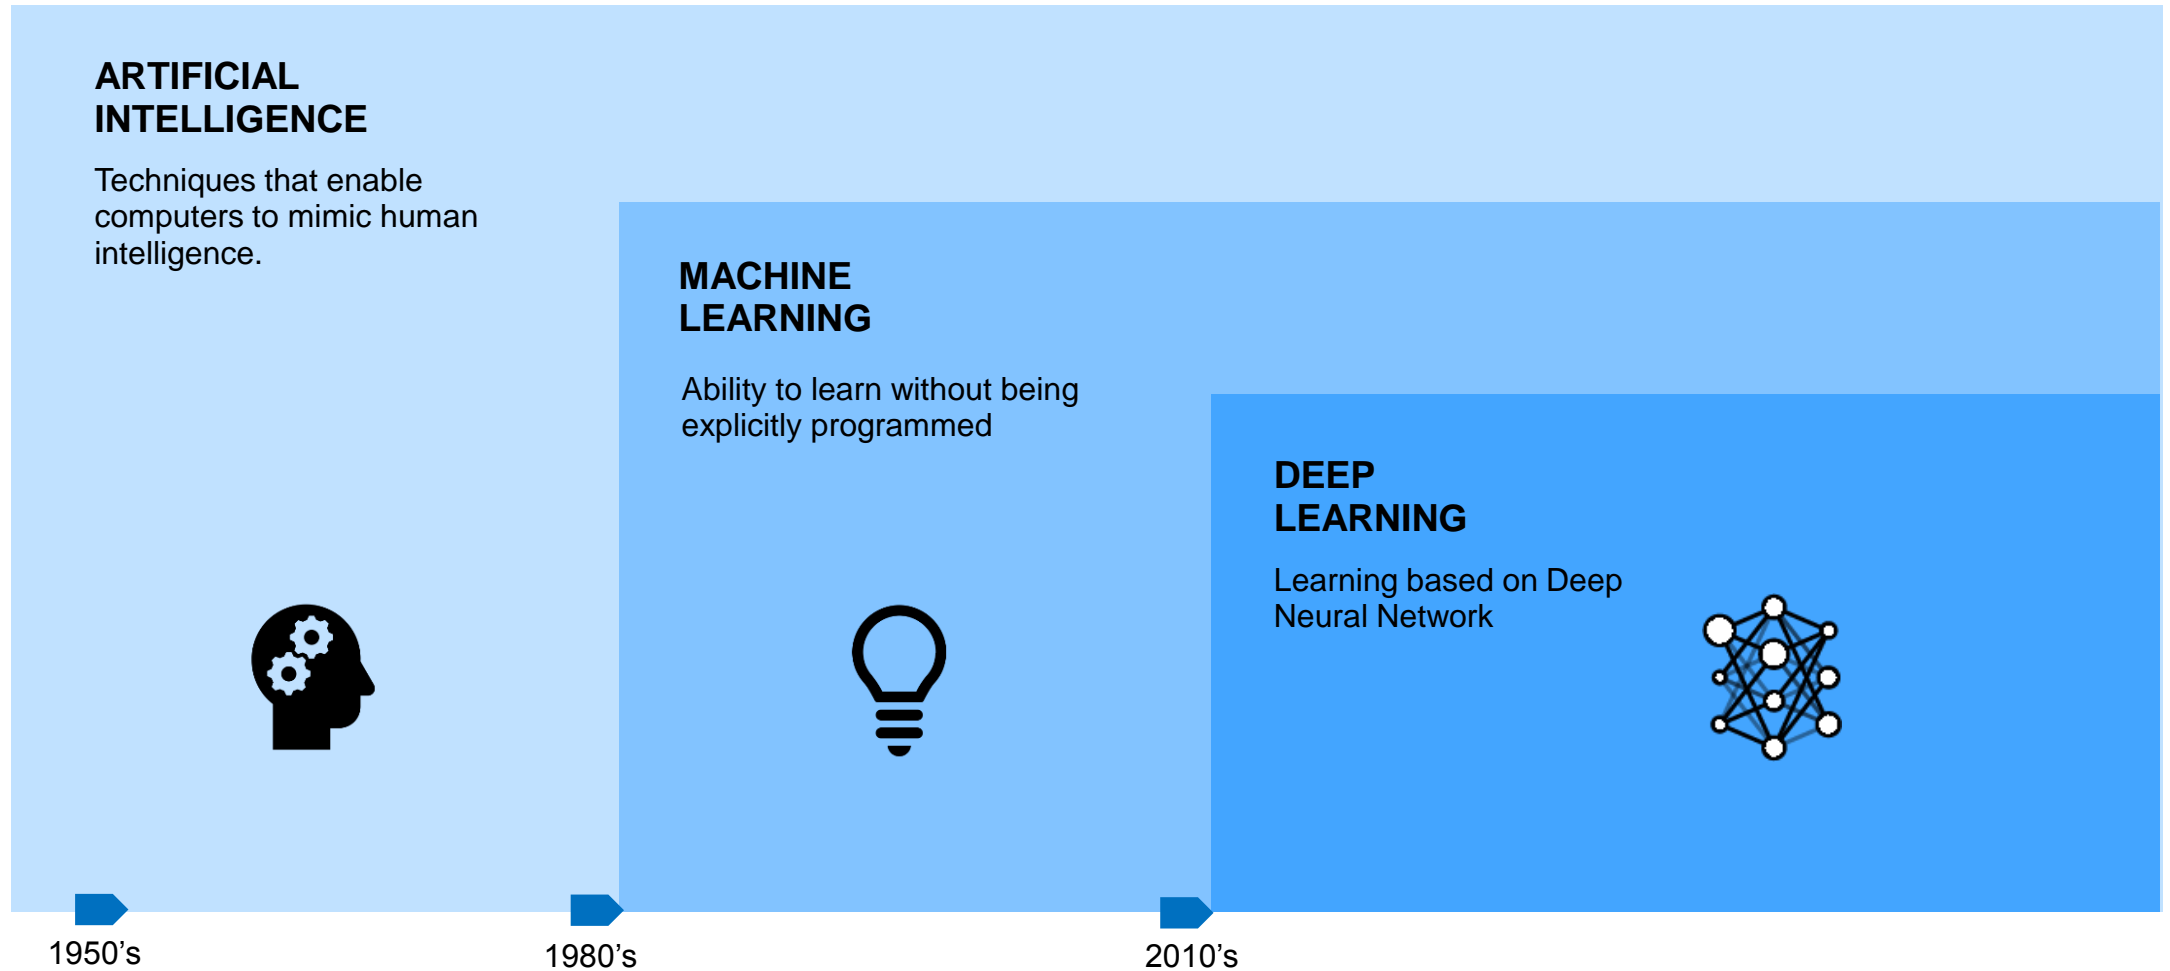 ARTIFICIAL
INTELLIGENCE
Techniques that enable
computers to mimic human
intelligence.
MACHINE
LEARNING
Ability to learn without being
explicitly programmed
DEEP
LEARNING
Learning based on Deep
Neural Network
1950’s
1980’s
2010’s